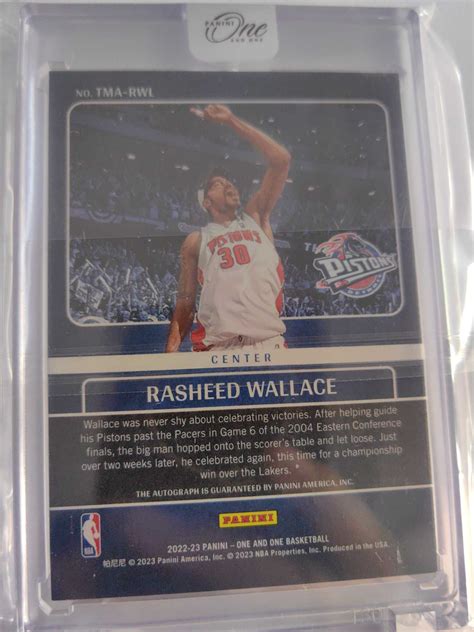 PANINI
One
AND ONE
NO. TMA-RWL
PISTONS
30
PISTONS
CENTER
RASHEED WALLACE
Wallace was never shy about celebrating victories. After helping guide
his Pistons past the Pacers in Game 6 of the 2004 Eastern Conference
finals, the big man hopped onto the scorer's table and let loose. Just
over two weeks later, he celebrated again, this time for a championship
win over the Lakers.
THE AUTOGRAPH IS GUARANTEED BY PANINI AMERICA, INC.
PANINI
NBA
2022-23 PANINI – ONE AND ONE BASKETBALL
帕尼尼 © 2023 Panini America, Inc. © 2023 NBA Properties, Inc. Produced in the USA.